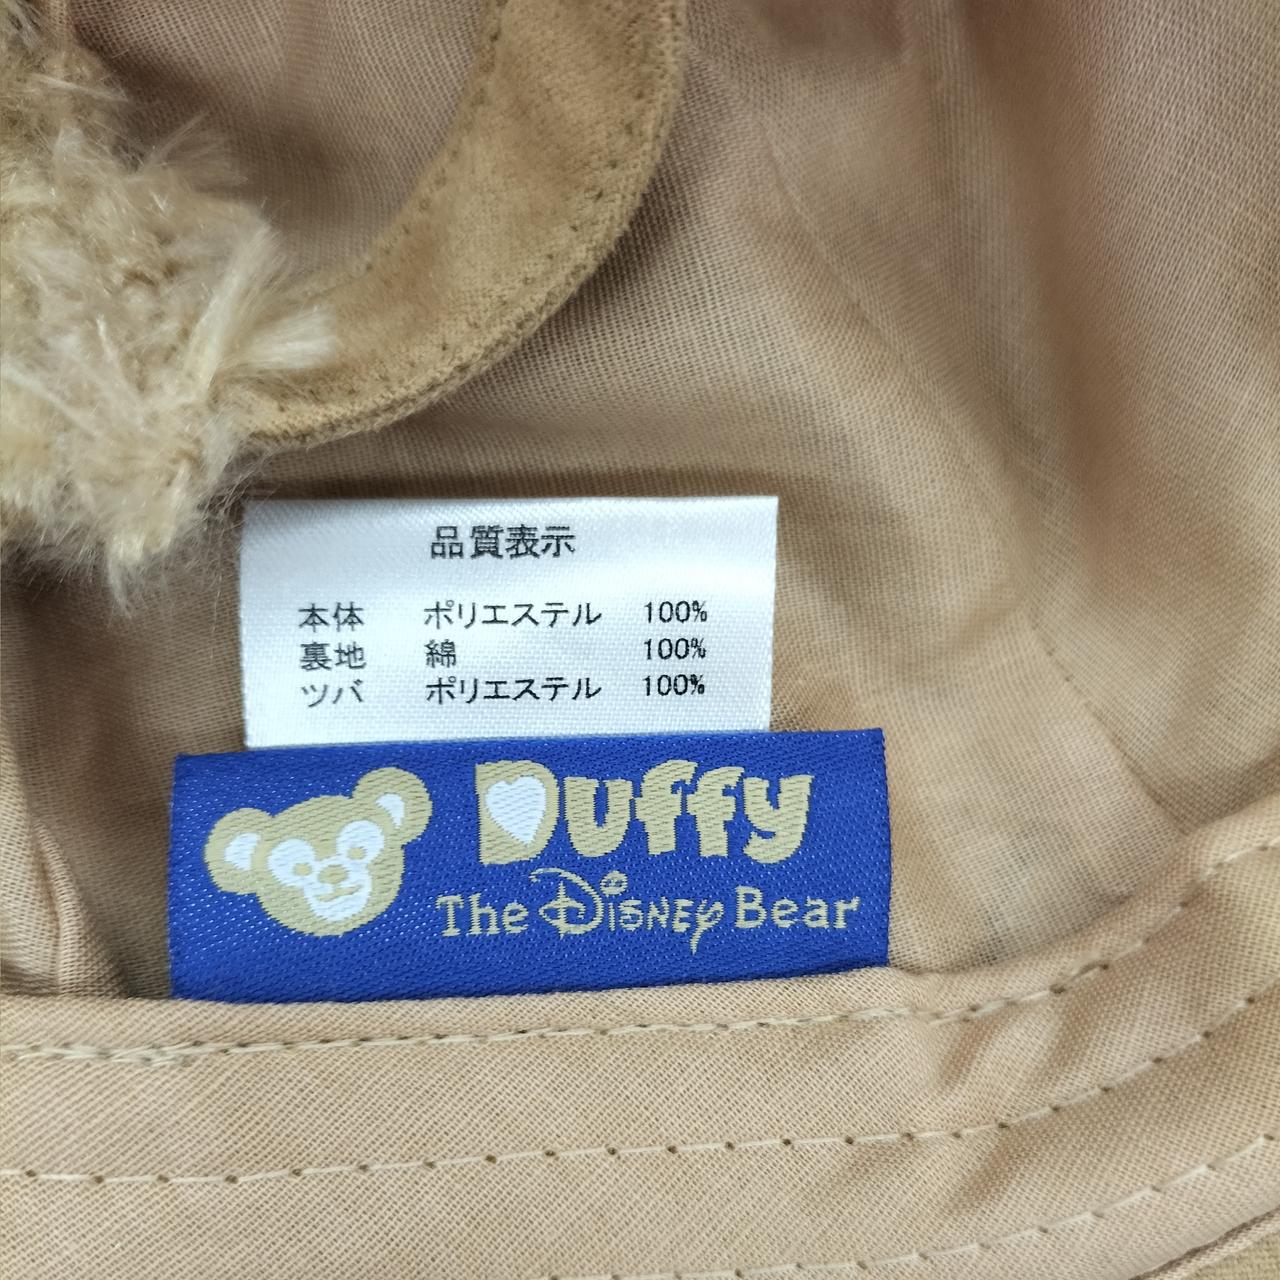 品質表示
本体 ポリエステル 100%
裏地 綿 100%
ツバ ポリエステル 100%
Duffy
The Disney Bear